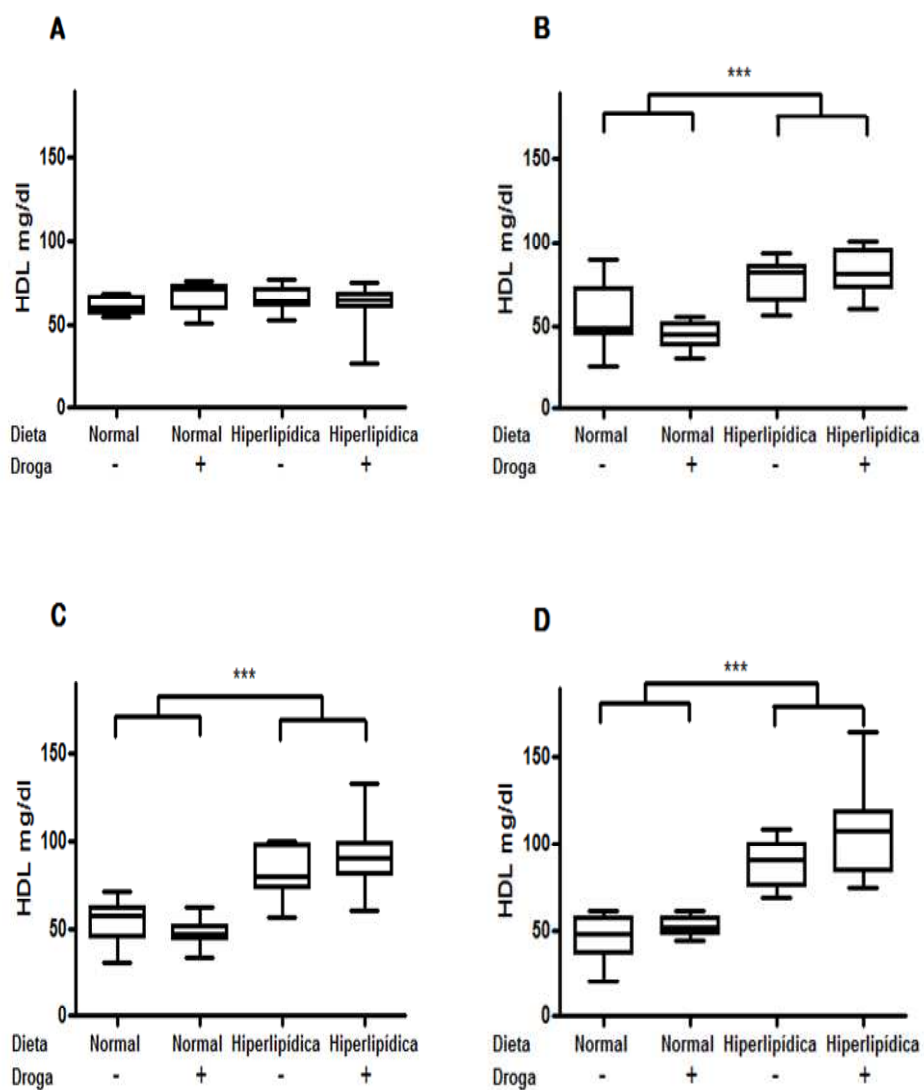 A
HDL mg/dl
150
100
50
0
Dieta Normal Normal Hiperlipídica Hiperlipídica
Droga - + - +
B
***
HDL mg/dl
150
100
50
0
Dieta Normal Normal Hiperlipídica Hiperlipídica
Droga - + - +
C
***
HDL mg/dl
150
100
50
0
Dieta Normal Normal Hiperlipídica Hiperlipídica
Droga - + - +
D
***
HDL mg/dl
150
100
50
0
Dieta Normal Normal Hiperlipídica Hiperlipídica
Droga - + - +